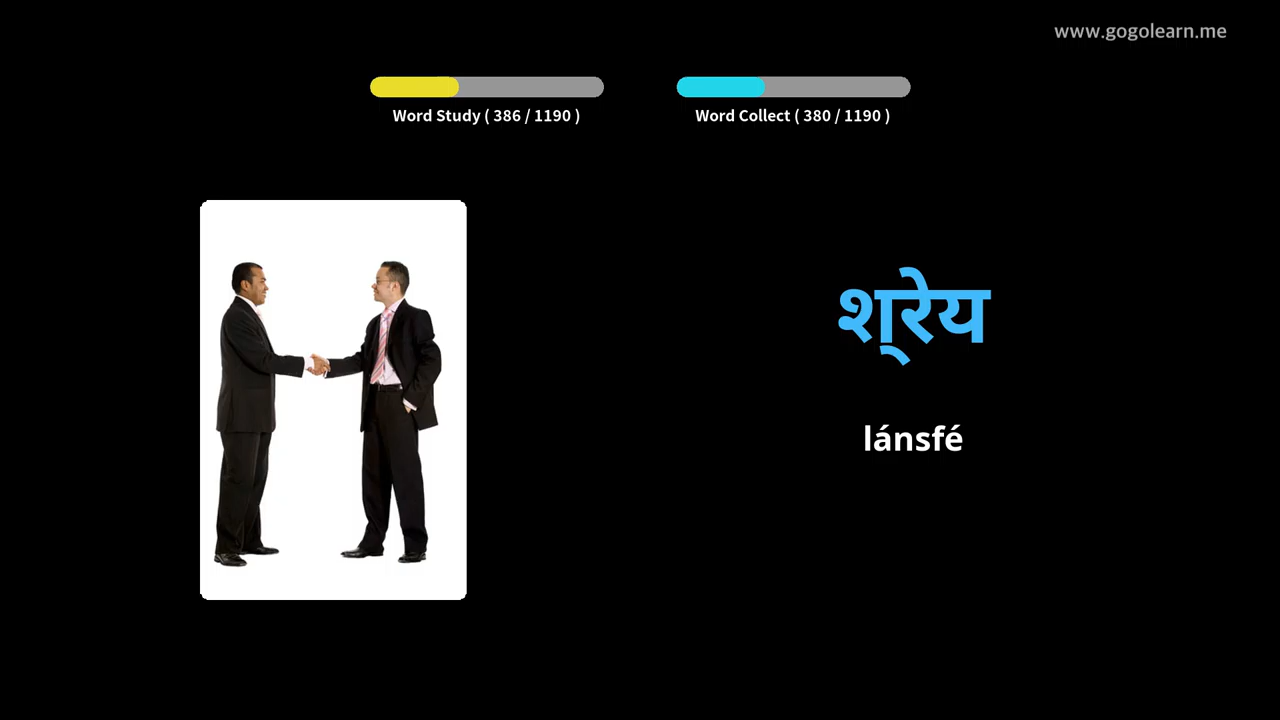 www.gogolearn.me
Word Study ( 386 / 1190 )
Word Collect ( 380 / 1190 )
श्रेय
lánsfé